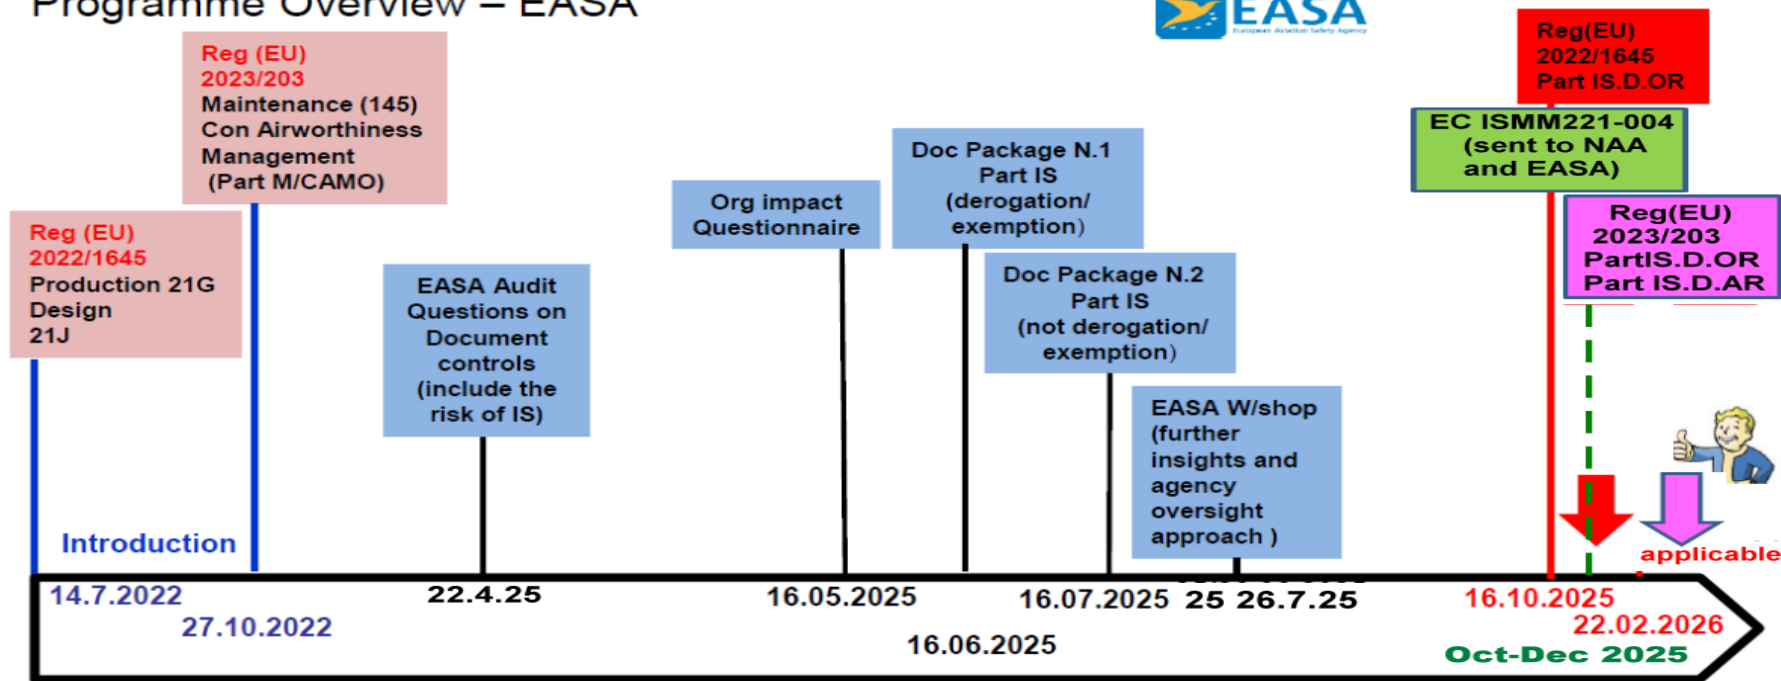 Programme Overview – EASA
EASA
European Aviation Safety Agency
Reg (EU)
2022/1645
Production 21G
Design
21J
Reg (EU)
2023/203
Maintenance (145)
Con Airworthiness
Management
(Part M/CAMO)
EASA Audit
Questions on
Document
controls
(include the
risk of IS)
Org impact
Questionnaire
Doc Package N.1
Part IS
(derogation/
exemption)
Doc Package N.2
Part IS
(not derogation/
exemption)
EASA W/shop
(further
insights and
agency
oversight
approach )
Reg(EU)
2022/1645
Part IS.D.OR
EC ISMM221-004
(sent to NAA
and EASA)
Reg(EU)
2023/203
PartIS.D.OR
Part IS.D.AR
Introduction
applicable
14.7.2022
27.10.2022
22.4.25
16.05.2025
16.06.2025
16.07.2025
25 26.7.25
16.10.2025
22.02.2026
Oct-Dec 2025